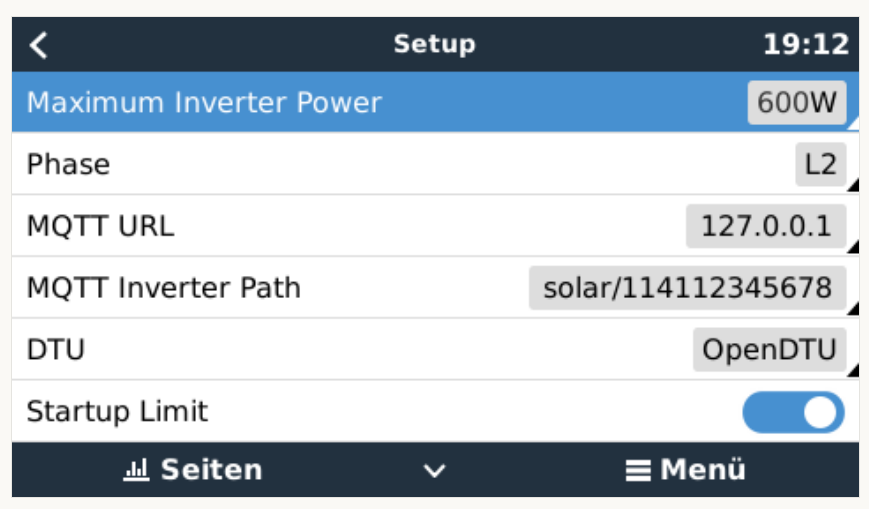 Setup 19:12
Maximum Inverter Power 600W
Phase L2
MQTT URL 127.0.0.1
MQTT Inverter Path solar/114112345678
DTU OpenDTU
Startup Limit
Seiten Menü